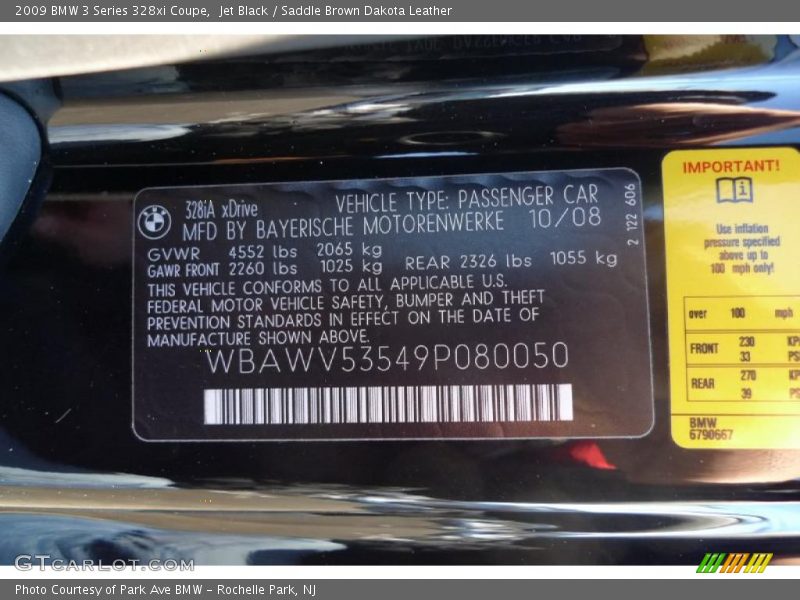 2009 BMW 3 Series 328xi Coupe, Jet Black / Saddle Brown Dakota Leather
328iA xDrive VEHICLE TYPE: PASSENGER CAR
MFD BY BAYERISCHE MOTORENWERKE 10/08
GVWR 4552 lbs 2065 kg
GAWR FRONT 2260 lbs 1025 kg REAR 2326 lbs 1055 kg
THIS VEHICLE CONFORMS TO ALL APPLICABLE U.S.
FEDERAL MOTOR VEHICLE SAFETY, BUMPER AND THEFT
PREVENTION STANDARDS IN EFFECT ON THE DATE OF
MANUFACTURE SHOWN ABOVE.
WBAWV53549P080050
2 122 606
IMPORTANT!
Use inflation
pressure specified
above up to
100 mph only!
over 100 mph
FRONT 230 KP
33 PS
REAR 270 KP
39 PS
BMW
6790667
GTCARLOT.COM
Photo Courtesy of Park Ave BMW - Rochelle Park, NJ